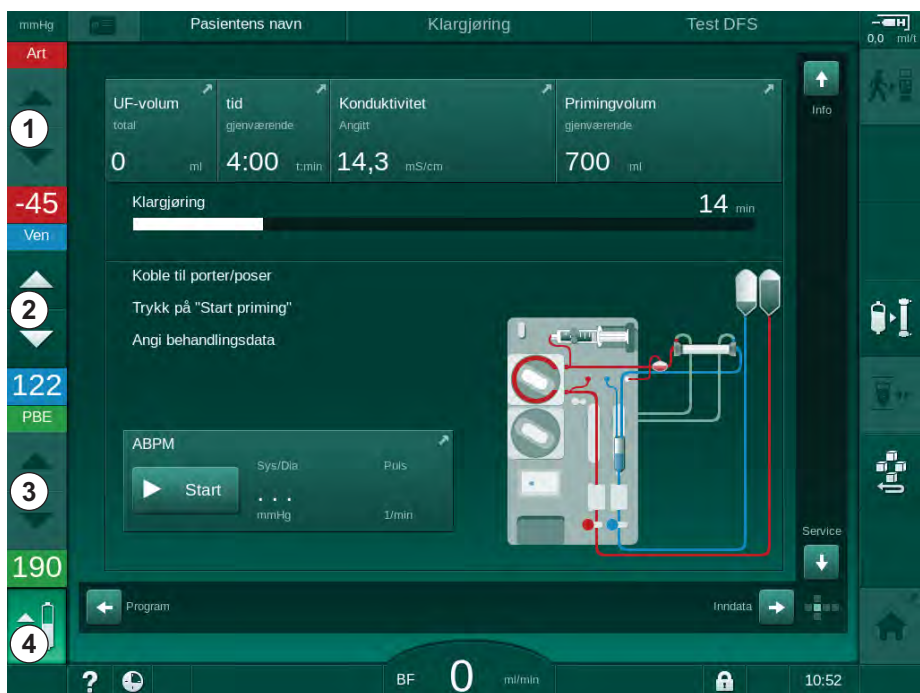 mmHg
Pasientens navn
Klargjøring
Test DFS
0,0 ml/t
Art
1
-45
Ven
2
122
PBE
3
190
4
UF-volum
total
0 ml
tid
gjenværende
4:00 t:min
Konduktivitet
Angitt
14,3 mS/cm
Primingvolum
gjenværende
700 ml
Info
Klargjøring
14 min
Koble til porter/poser
Trykk på "Start priming"
Angi behandlingsdata
ABPM
Start
Sys/Dia
. . .
mmHg
Puls
1/min
Service
Program
Inndata
?
BF 0 ml/min
10:52